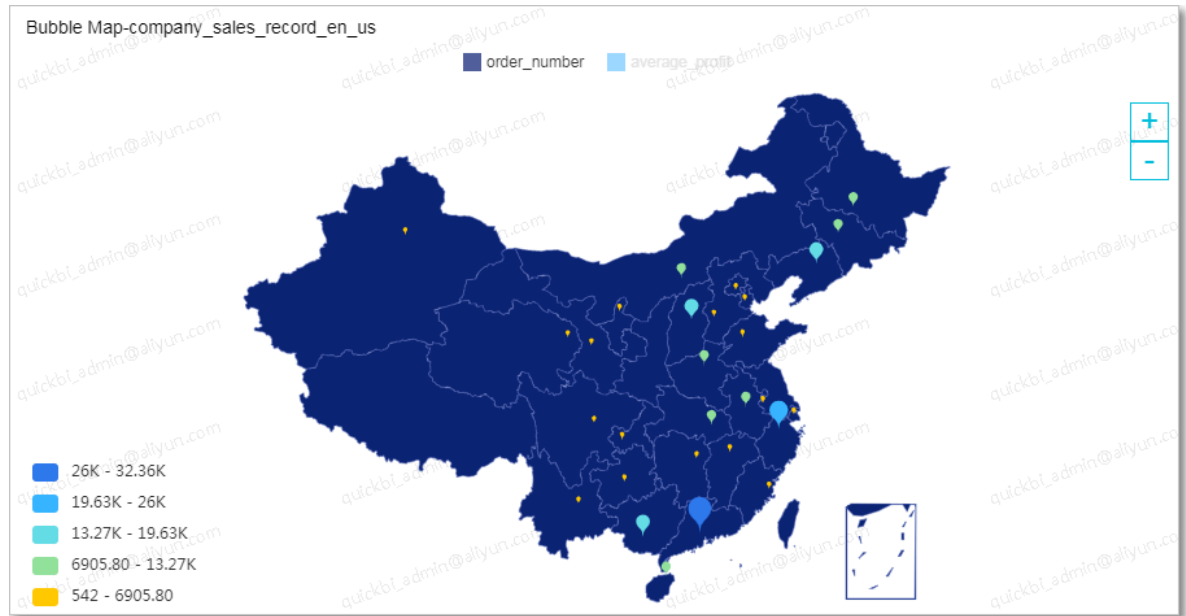 Bubble Map-company_sales_record_en_us
order_number
average_profit
+
-
26K - 32.36K
19.63K - 26K
13.27K - 19.63K
6905.80 - 13.27K
542 - 6905.80
quickbi_admin@aliyun.com